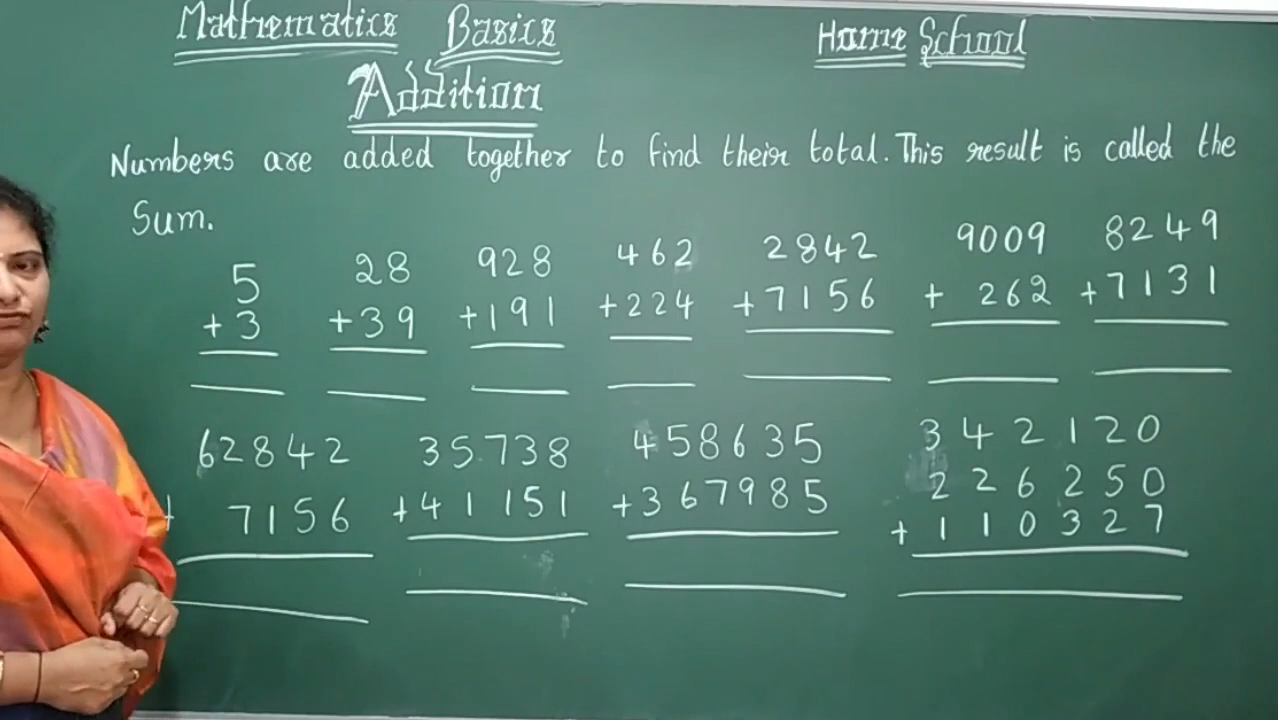 Mathematics Basics Home School
Addition
Numbers are added together to find their total. This result is called the
Sum.
5 28 928 462 2842 9009 8249
+3 +39 +191 +224 +7156 + 262 +7131
62842 35738 458635 342120
226250
+ 7156 +41151 +367985 + 110327